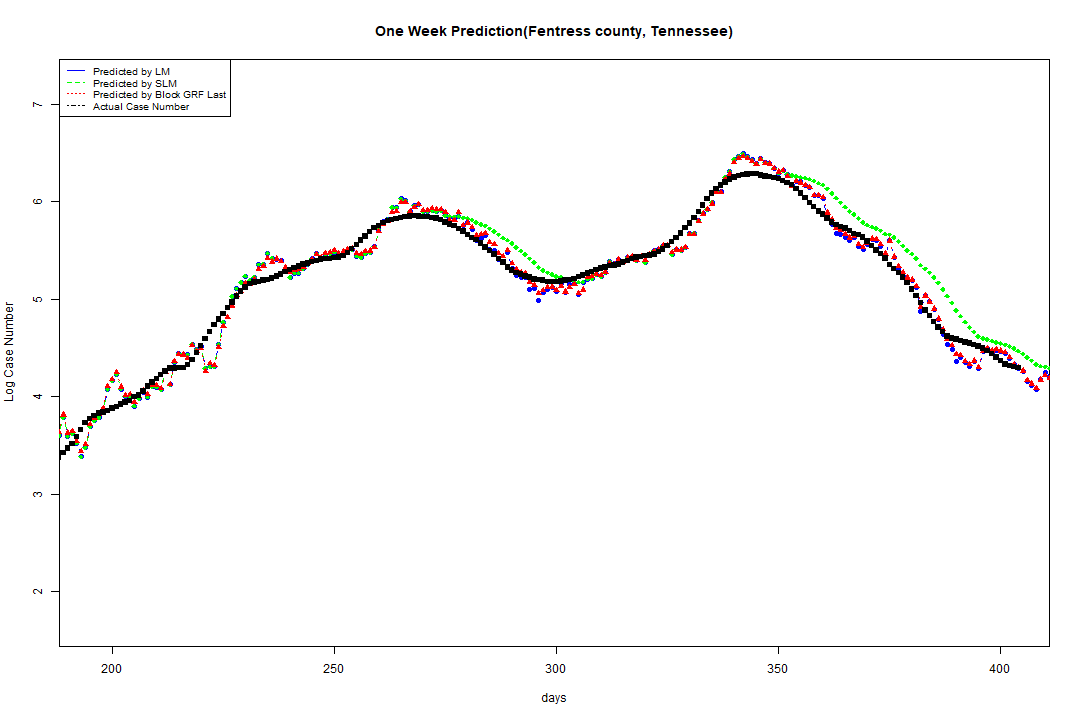 One Week Prediction(Fentress county, Tennessee)
Predicted by LM
Predicted by SLM
Predicted by Block GRF Last
Actual Case Number
7
6
5
4
3
2
Log Case Number
200 250 300 350 400
days